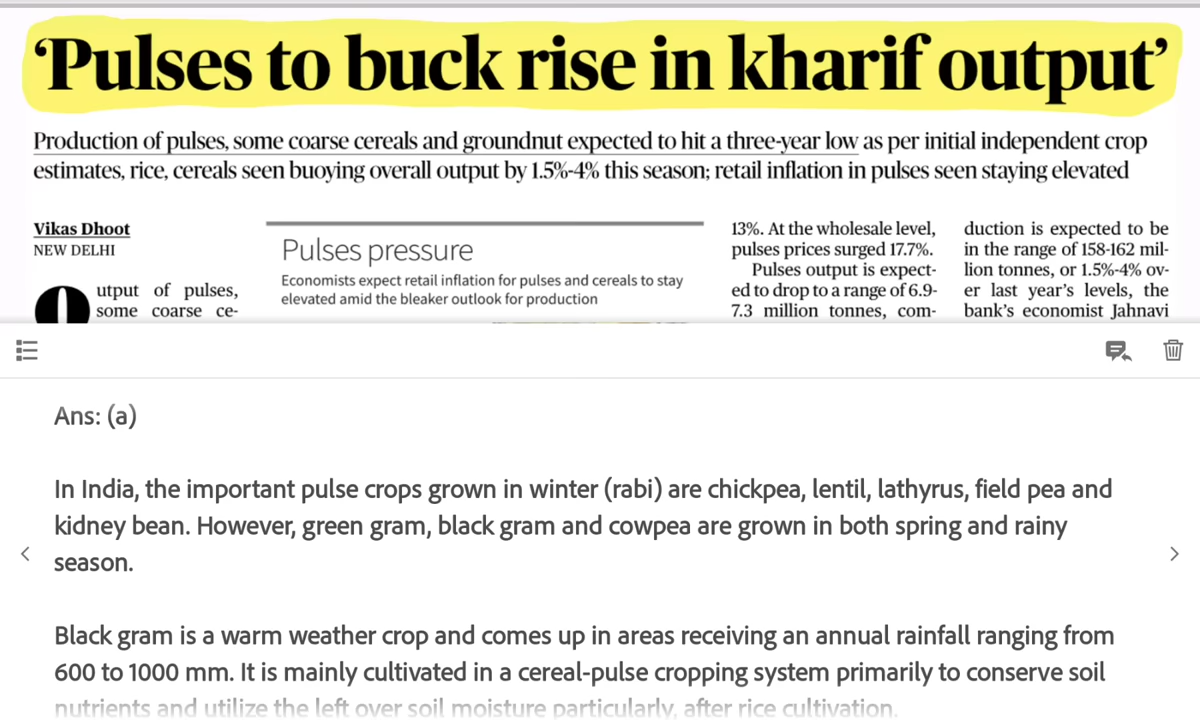 ‘Pulses to buck rise in kharif output’
Production of pulses, some coarse cereals and groundnut expected to hit a three-year low as per initial independent crop
estimates, rice, cereals seen buoying overall output by 1.5%-4% this season; retail inflation in pulses seen staying elevated
Vikas Dhoot
NEW DELHI
Output of pulses,
some coarse ce-
Pulses pressure
Economists expect retail inflation for pulses and cereals to stay
elevated amid the bleaker outlook for production
13%. At the wholesale level,
pulses prices surged 17.7%.
Pulses output is expect-
ed to drop to a range of 6.9-
7.3 million tonnes, com-
duction is expected to be
in the range of 158-162 mil-
lion tonnes, or 1.5%-4% ov-
er last year’s levels, the
bank’s economist Jahnavi
Ans: (a)
In India, the important pulse crops grown in winter (rabi) are chickpea, lentil, lathyrus, field pea and
kidney bean. However, green gram, black gram and cowpea are grown in both spring and rainy
season.
Black gram is a warm weather crop and comes up in areas receiving an annual rainfall ranging from
600 to 1000 mm. It is mainly cultivated in a cereal-pulse cropping system primarily to conserve soil
nutrients and utilize the left over soil moisture particularly, after rice cultivation.